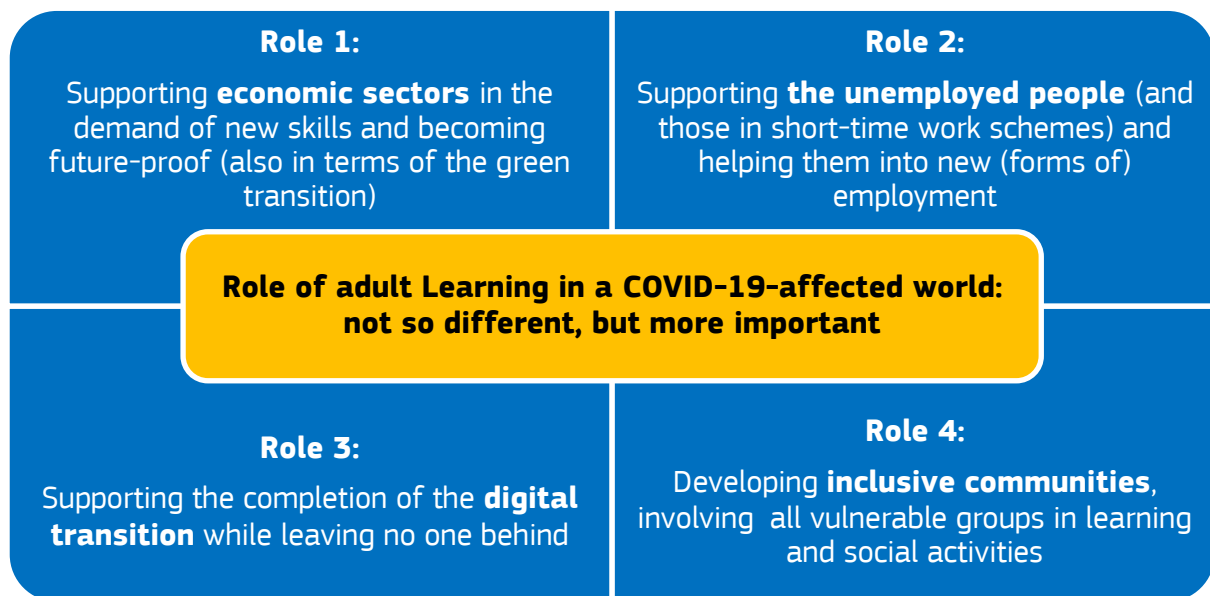 Role 1:
Supporting economic sectors in the
demand of new skills and becoming
future-proof (also in terms of the green
transition)
Role 2:
Supporting the unemployed people (and
those in short-time work schemes) and
helping them into new (forms of)
employment
Role of adult Learning in a COVID-19-affected world:
not so different, but more important
Role 3:
Supporting the completion of the digital
transition while leaving no one behind
Role 4:
Developing inclusive communities,
involving all vulnerable groups in learning
and social activities